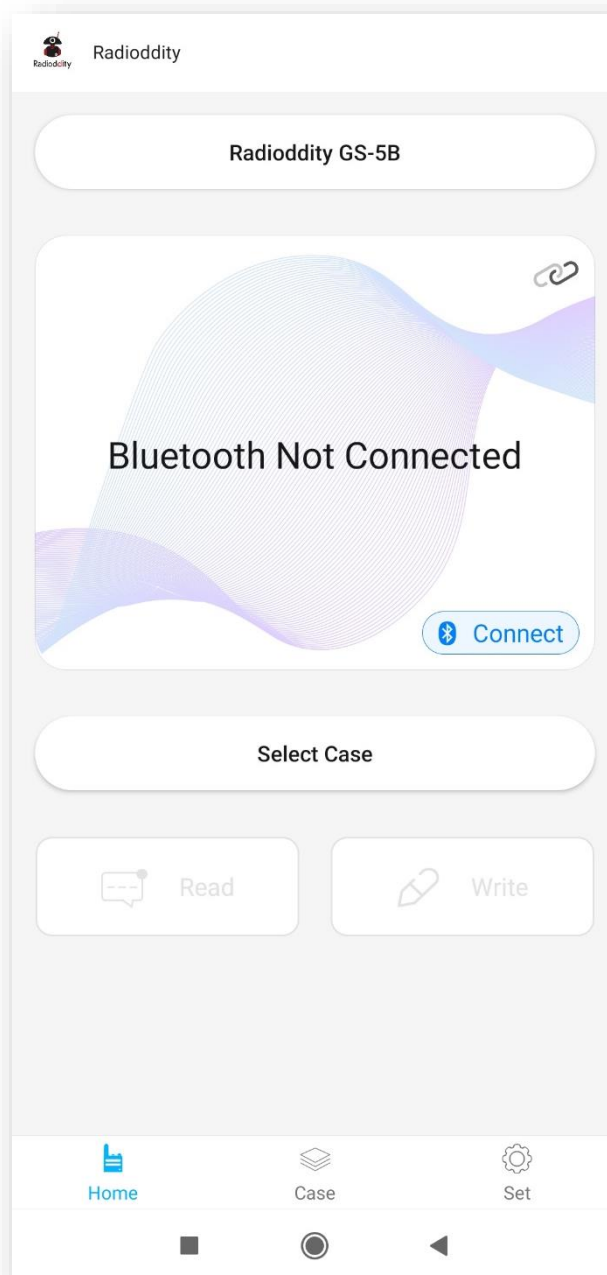 Radioddity
Radioddity
Radioddity GS-5B
Bluetooth Not Connected
Connect
Select Case
Read
Write
Home
Case
Set